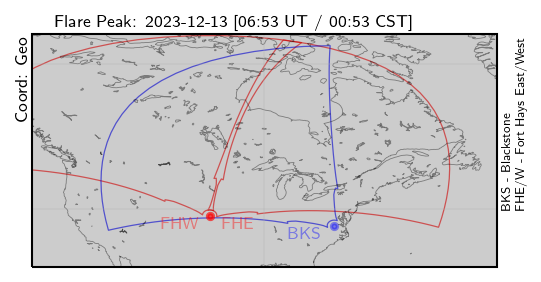 Flare Peak: 2023-12-13 [06:53 UT / 00:53 CST]
Coord: Geo
FHW
FHE
BKS
BKS - Blackstone
FHE/W - Fort Hays East/West